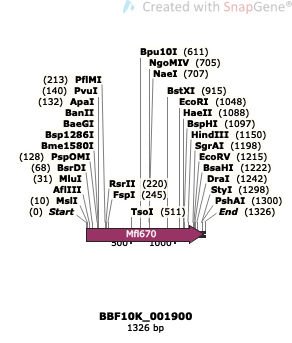 Created with SnapGene®
Bpu10I (611)
(213) PflMI
NgoMIV (705)
(140) PvuI
NaeI (707)
(132) ApaI
BstXI (915)
BanII
EcoRI (1048)
BaeGI
HaeII (1088)
Bsp1286I
BspHI (1097)
Bme1580I
HindIII (1150)
(128) PspOMI
SgrAI (1198)
(68) BsrDI
EcoRV (1215)
(31) MluI
RsrII (220)
BsaHI (1222)
AflIII
FspI (245)
DraI (1242)
(10) MslI
StyI (1298)
(0) Start
TsoI (511)
PshAI (1300)
End (1326)
Mfl670
500
1000
BBF10K_001900
1326 bp